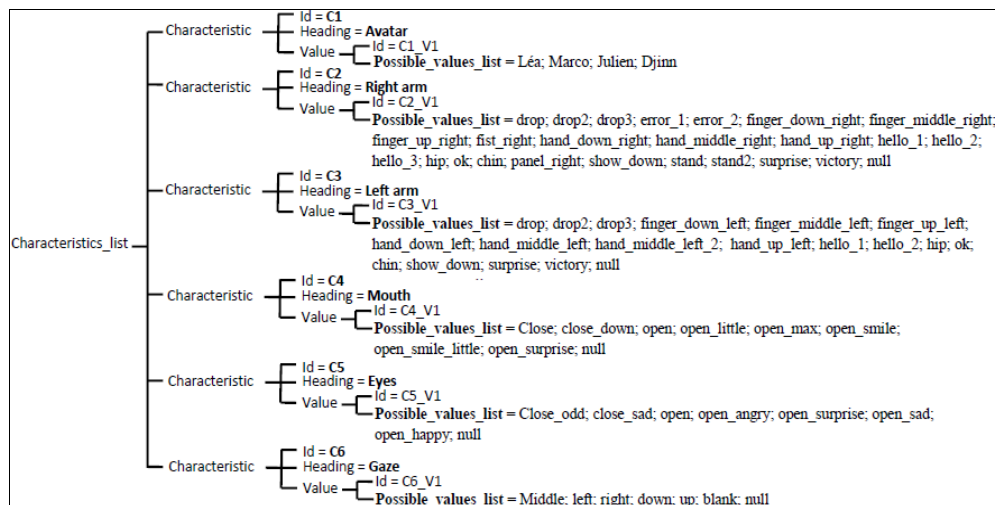 Characteristics_list
Characteristic
Id = C1
Heading = Avatar
Value
Id = C1_V1
Possible_values_list = Léa; Marco; Julien; Djinn
Characteristic
Id = C2
Heading = Right arm
Value
Id = C2_V1
Possible_values_list = drop; drop2; drop3; error_1; error_2; finger_down_right; finger_middle_right;
finger_up_right; fist_right; hand_down_right; hand_middle_right; hand_up_right; hello_1; hello_2;
hello_3; hip; ok; chin; panel_right; show_down; stand; stand2; surprise; victory; null
Characteristic
Id = C3
Heading = Left arm
Value
Id = C3_V1
Possible_values_list = drop; drop2; drop3; finger_down_left; finger_middle_left; finger_up_left;
hand_down_left; hand_middle_left; hand_middle_left_2; hand_up_left; hello_1; hello_2; hip; ok;
chin; show_down; surprise; victory; null
Characteristic
Id = C4
Heading = Mouth
Value
Id = C4_V1
Possible_values_list = Close; close_down; open; open_little; open_max; open_smile;
open_smile_little; open_surprise; null
Characteristic
Id = C5
Heading = Eyes
Value
Id = C5_V1
Possible_values_list = Close_odd; close_sad; open; open_angry; open_surprise; open_sad;
open_happy; null
Characteristic
Id = C6
Heading = Gaze
Value
Id = C6_V1
Possible_values_list = Middle; left; right; down; up; blank; null